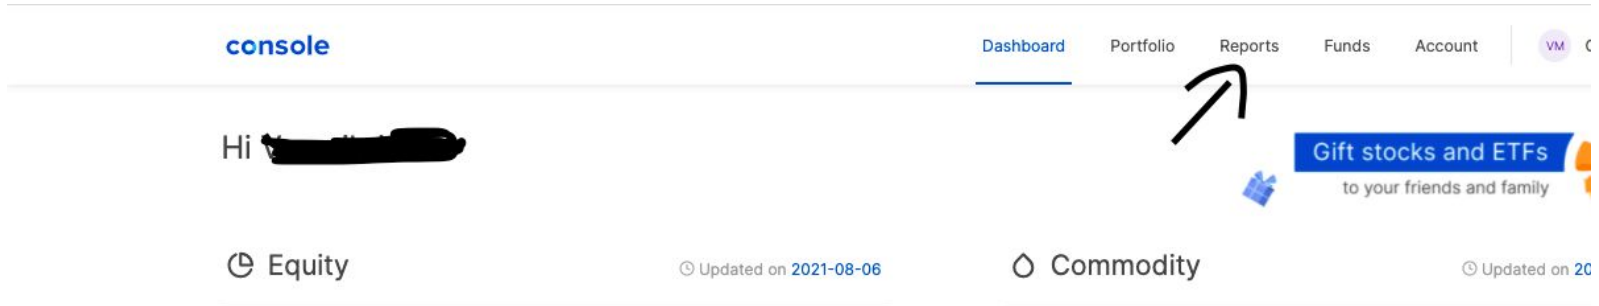 console Dashboard Portfolio Reports Funds Account VM
Hi
Gift stocks and ETFs
to your friends and family
Equity Updated on 2021-08-06 Commodity Updated on 20